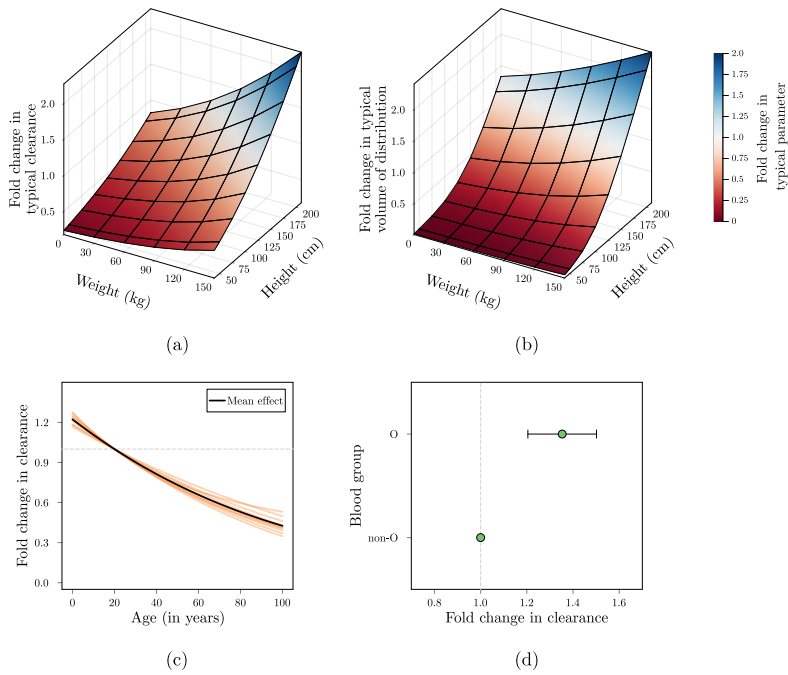 Fold change in
typical clearance
2.0
1.5
1.0
0.5
0
30
60
90
120
150
Weight (kg)
50
75
100
125
150
175
200
Height (cm)
(a)
Fold change in typical
volume of distribution
2.0
1.5
1.0
0.5
0
30
60
90
120
150
Weight (kg)
50
75
100
125
150
175
200
Height (cm)
(b)
2.0
1.75
1.5
1.25
1.0
0.75
0.5
0.25
0
Fold change in
typical parameter
Fold change in clearance
1.2
0.9
0.6
0.3
0.0
Mean effect
0
20
40
60
80
100
Age (in years)
(c)
Blood group
O
non-O
0.8
1.0
1.2
1.4
1.6
Fold change in clearance
(d)